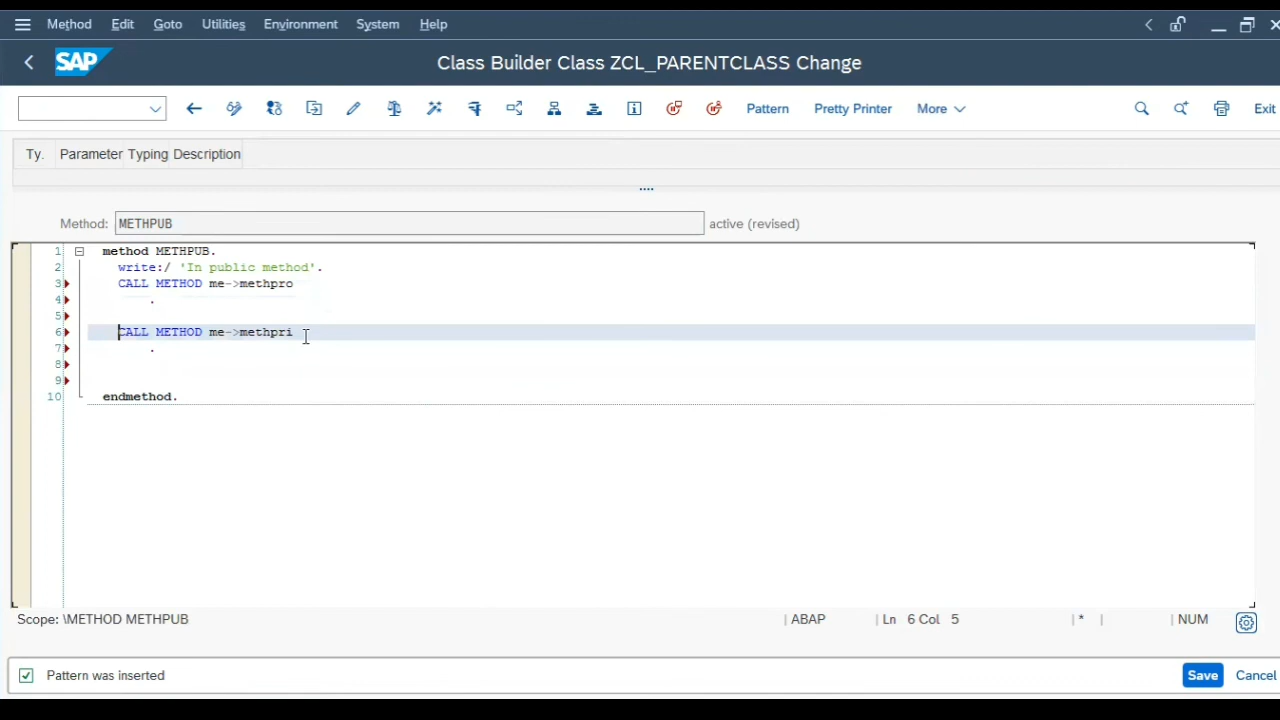 Method Edit Goto Utilities Environment System Help
SAP Class Builder Class ZCL_PARENTCLASS Change
Pattern Pretty Printer More Exit
Ty. Parameter Typing Description
Method: METHPUB active (revised)
1 method METHPUB.
2 write:/ 'In public method'.
3 CALL METHOD me->methpro
4 .
5
6 CALL METHOD me->methpri
7 .
8
9
10 endmethod.
Scope: \METHOD METHPUB | ABAP | Ln 6 Col 5 | * | | NUM
Pattern was inserted Save Cancel